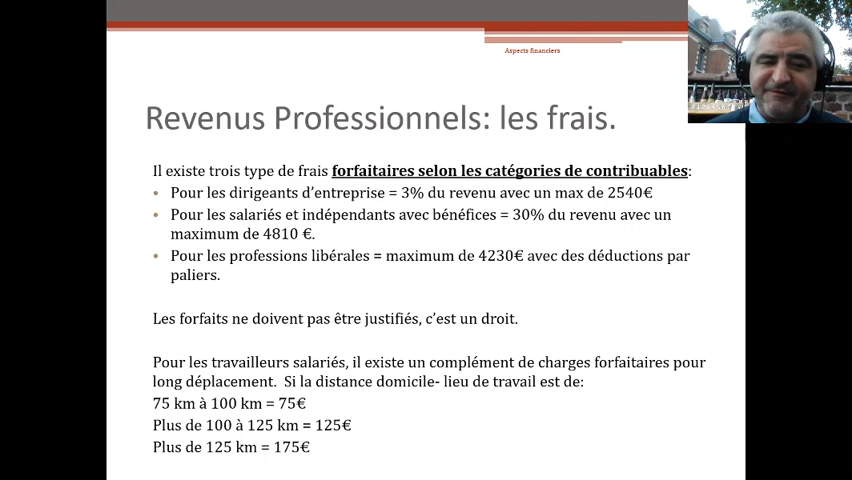 Aspects financiers
Revenus Professionnels: les frais.
Il existe trois type de frais forfaitaires selon les catégories de contribuables:
• Pour les dirigeants d’entreprise = 3% du revenu avec un max de 2540€
• Pour les salariés et indépendants avec bénéfices = 30% du revenu avec un
maximum de 4810 €.
• Pour les professions libérales = maximum de 4230€ avec des déductions par
paliers.
Les forfaits ne doivent pas être justifiés, c’est un droit.
Pour les travailleurs salariés, il existe un complément de charges forfaitaires pour
long déplacement. Si la distance domicile- lieu de travail est de:
75 km à 100 km = 75€
Plus de 100 à 125 km = 125€
Plus de 125 km = 175€